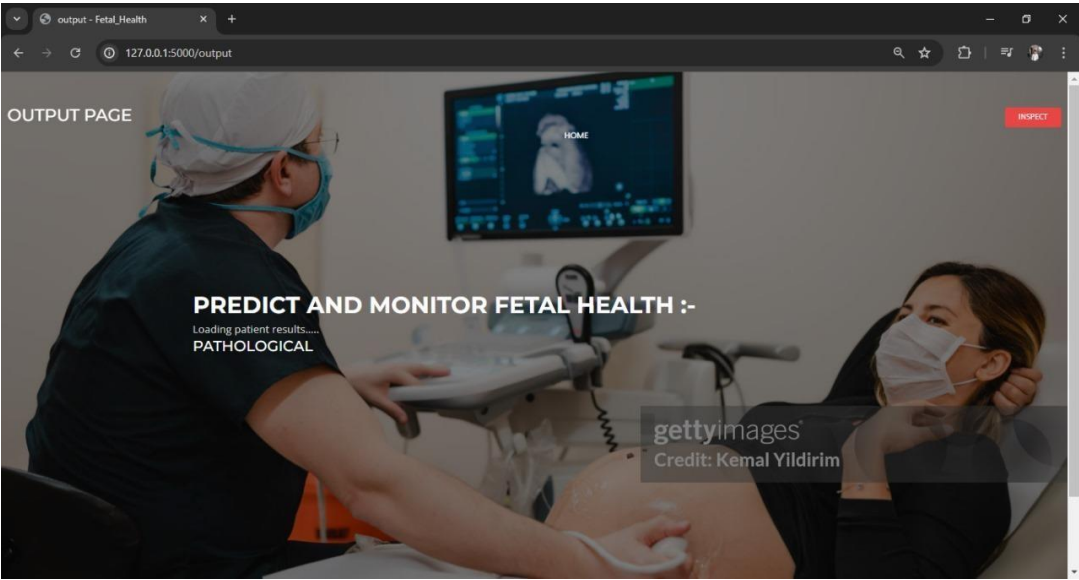 output - Fetal_Health
127.0.0.1:5000/output
OUTPUT PAGE
HOME
INSPECT
PREDICT AND MONITOR FETAL HEALTH :-
Loading patient results.....
PATHOLOGICAL
gettyimages
Credit: Kemal Yildirim